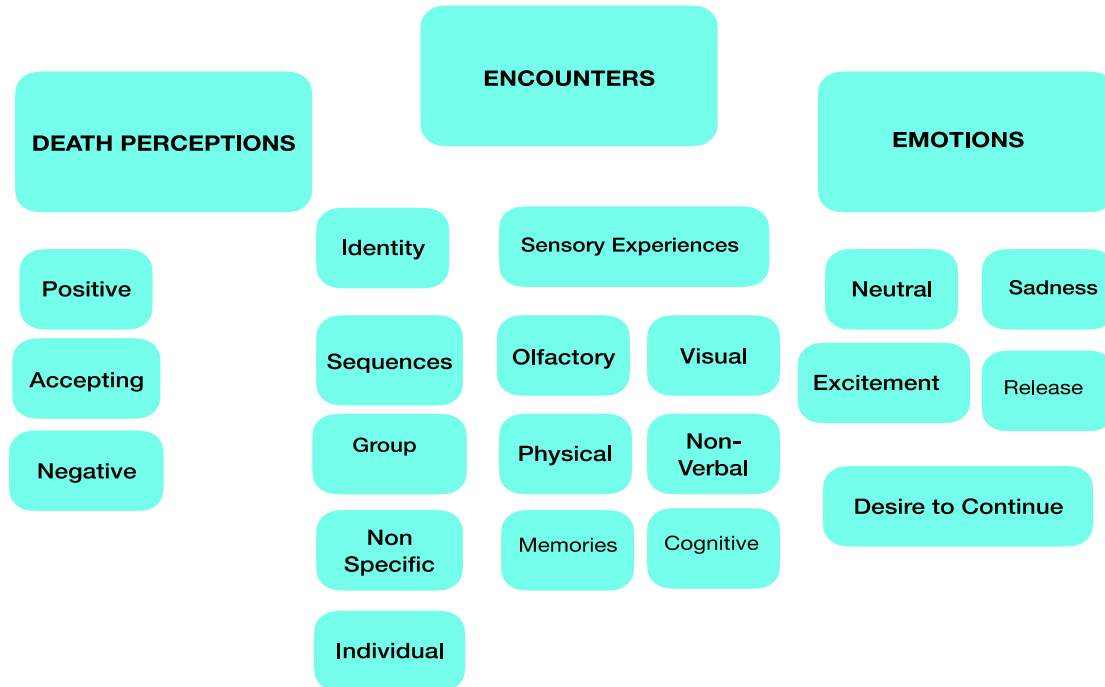 ENCOUNTERS
DEATH PERCEPTIONS
EMOTIONS
Positive
Accepting
Negative
Identity
Sequences
Group
Non
Specific
Individual
Sensory Experiences
Olfactory
Visual
Physical
Non-
Verbal
Memories
Cognitive
Neutral
Sadness
Excitement
Release
Desire to Continue